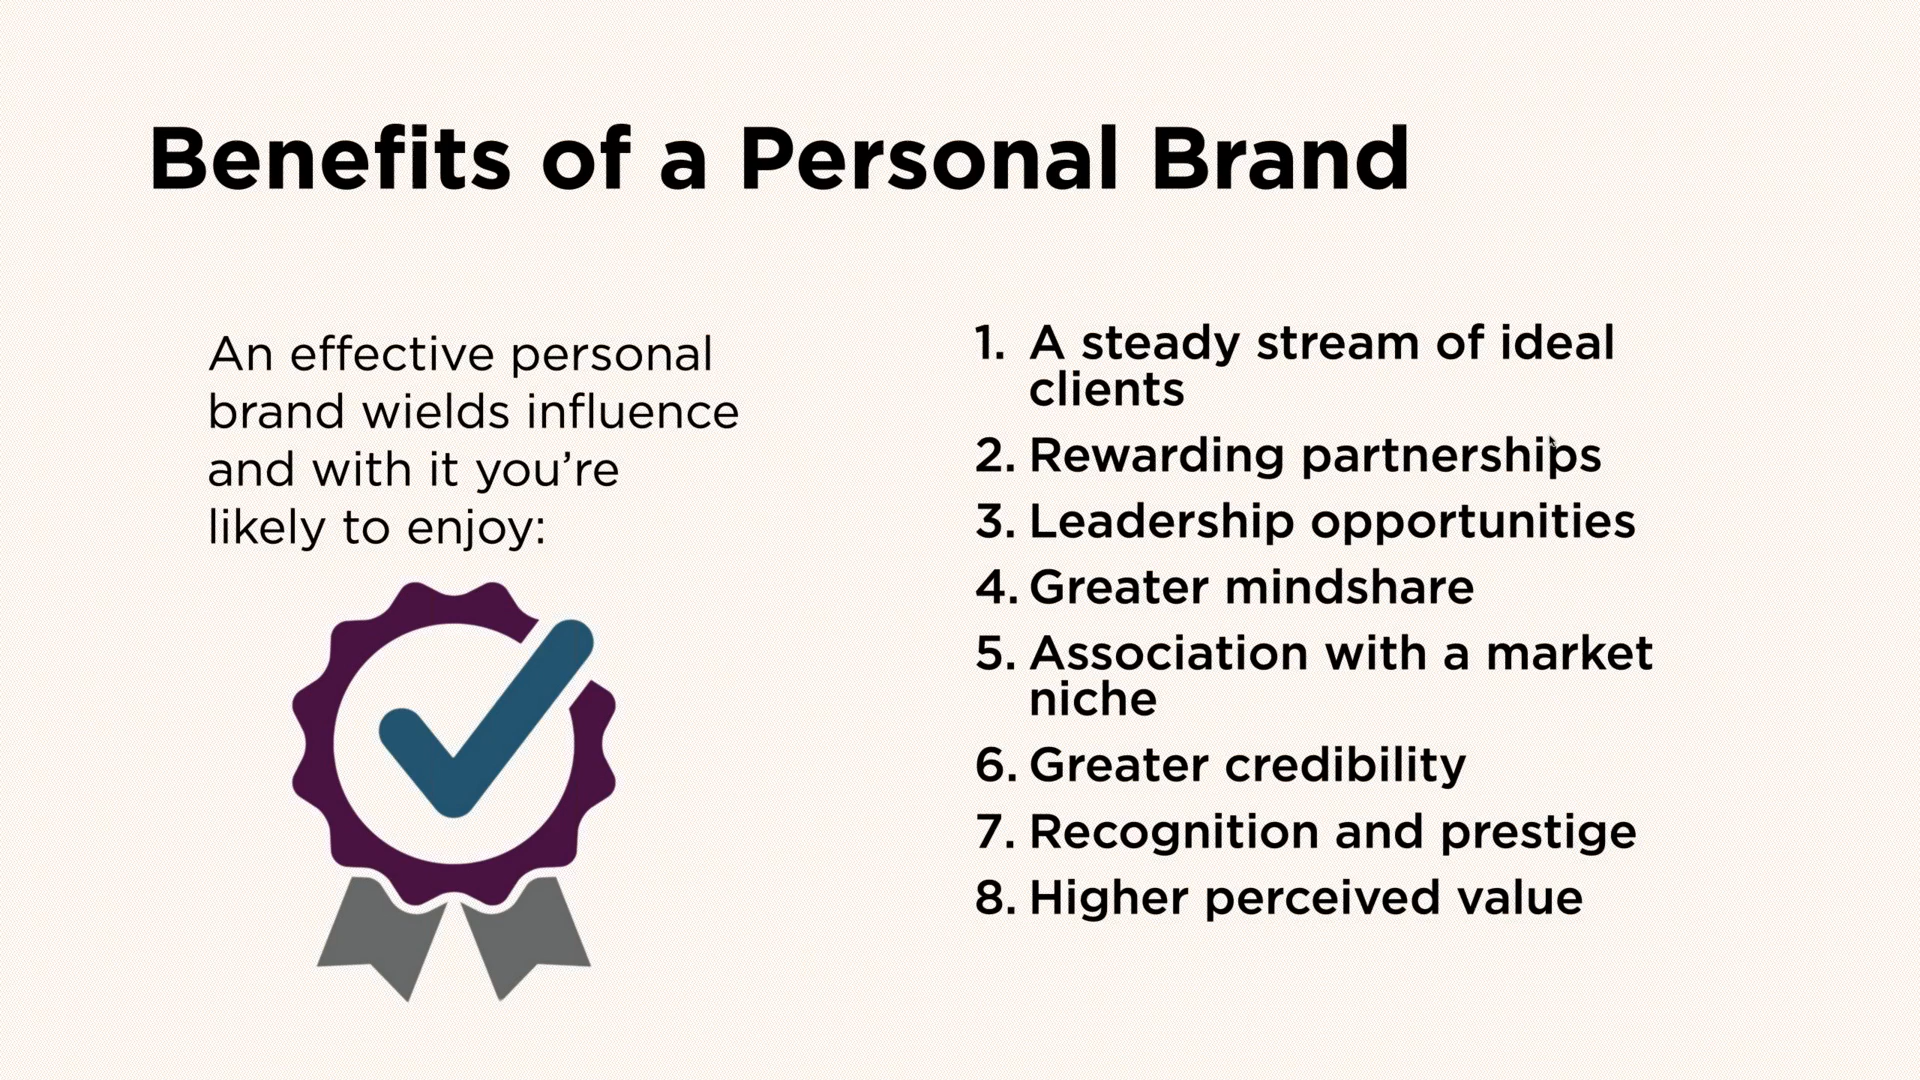 Benefits of a Personal Brand
An effective personal
brand wields influence
and with it you’re
likely to enjoy:
1. A steady stream of ideal
clients
2. Rewarding partnerships
3. Leadership opportunities
4. Greater mindshare
5. Association with a market
niche
6. Greater credibility
7. Recognition and prestige
8. Higher perceived value